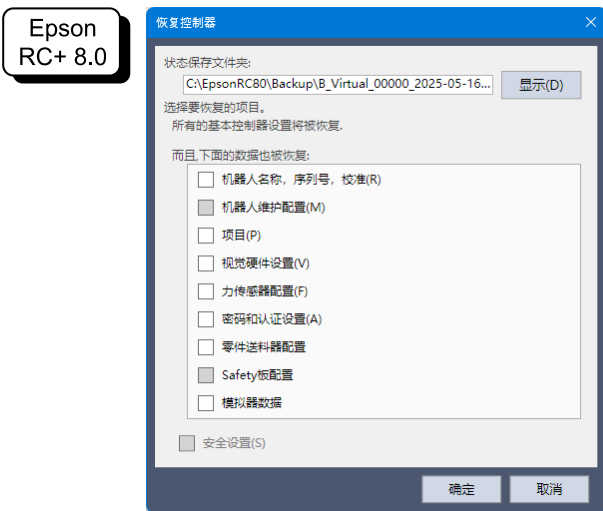 Epson
RC+ 8.0
恢复控制器
状态保存文件夹:
C:\EpsonRC80\Backup\B_Virtual_00000_2025-05-16...
显示(D)
选择要恢复的项目。
所有的基本控制器设置将被恢复.
而且,下面的数据也被恢复:
机器人名称，序列号，校准(R)
机器人维护配置(M)
项目(P)
视觉硬件设置(V)
力传感器配置(F)
密码和认证设置(A)
零件送料器配置
Safety板配置
模拟器数据
安全设置(S)
确定
取消